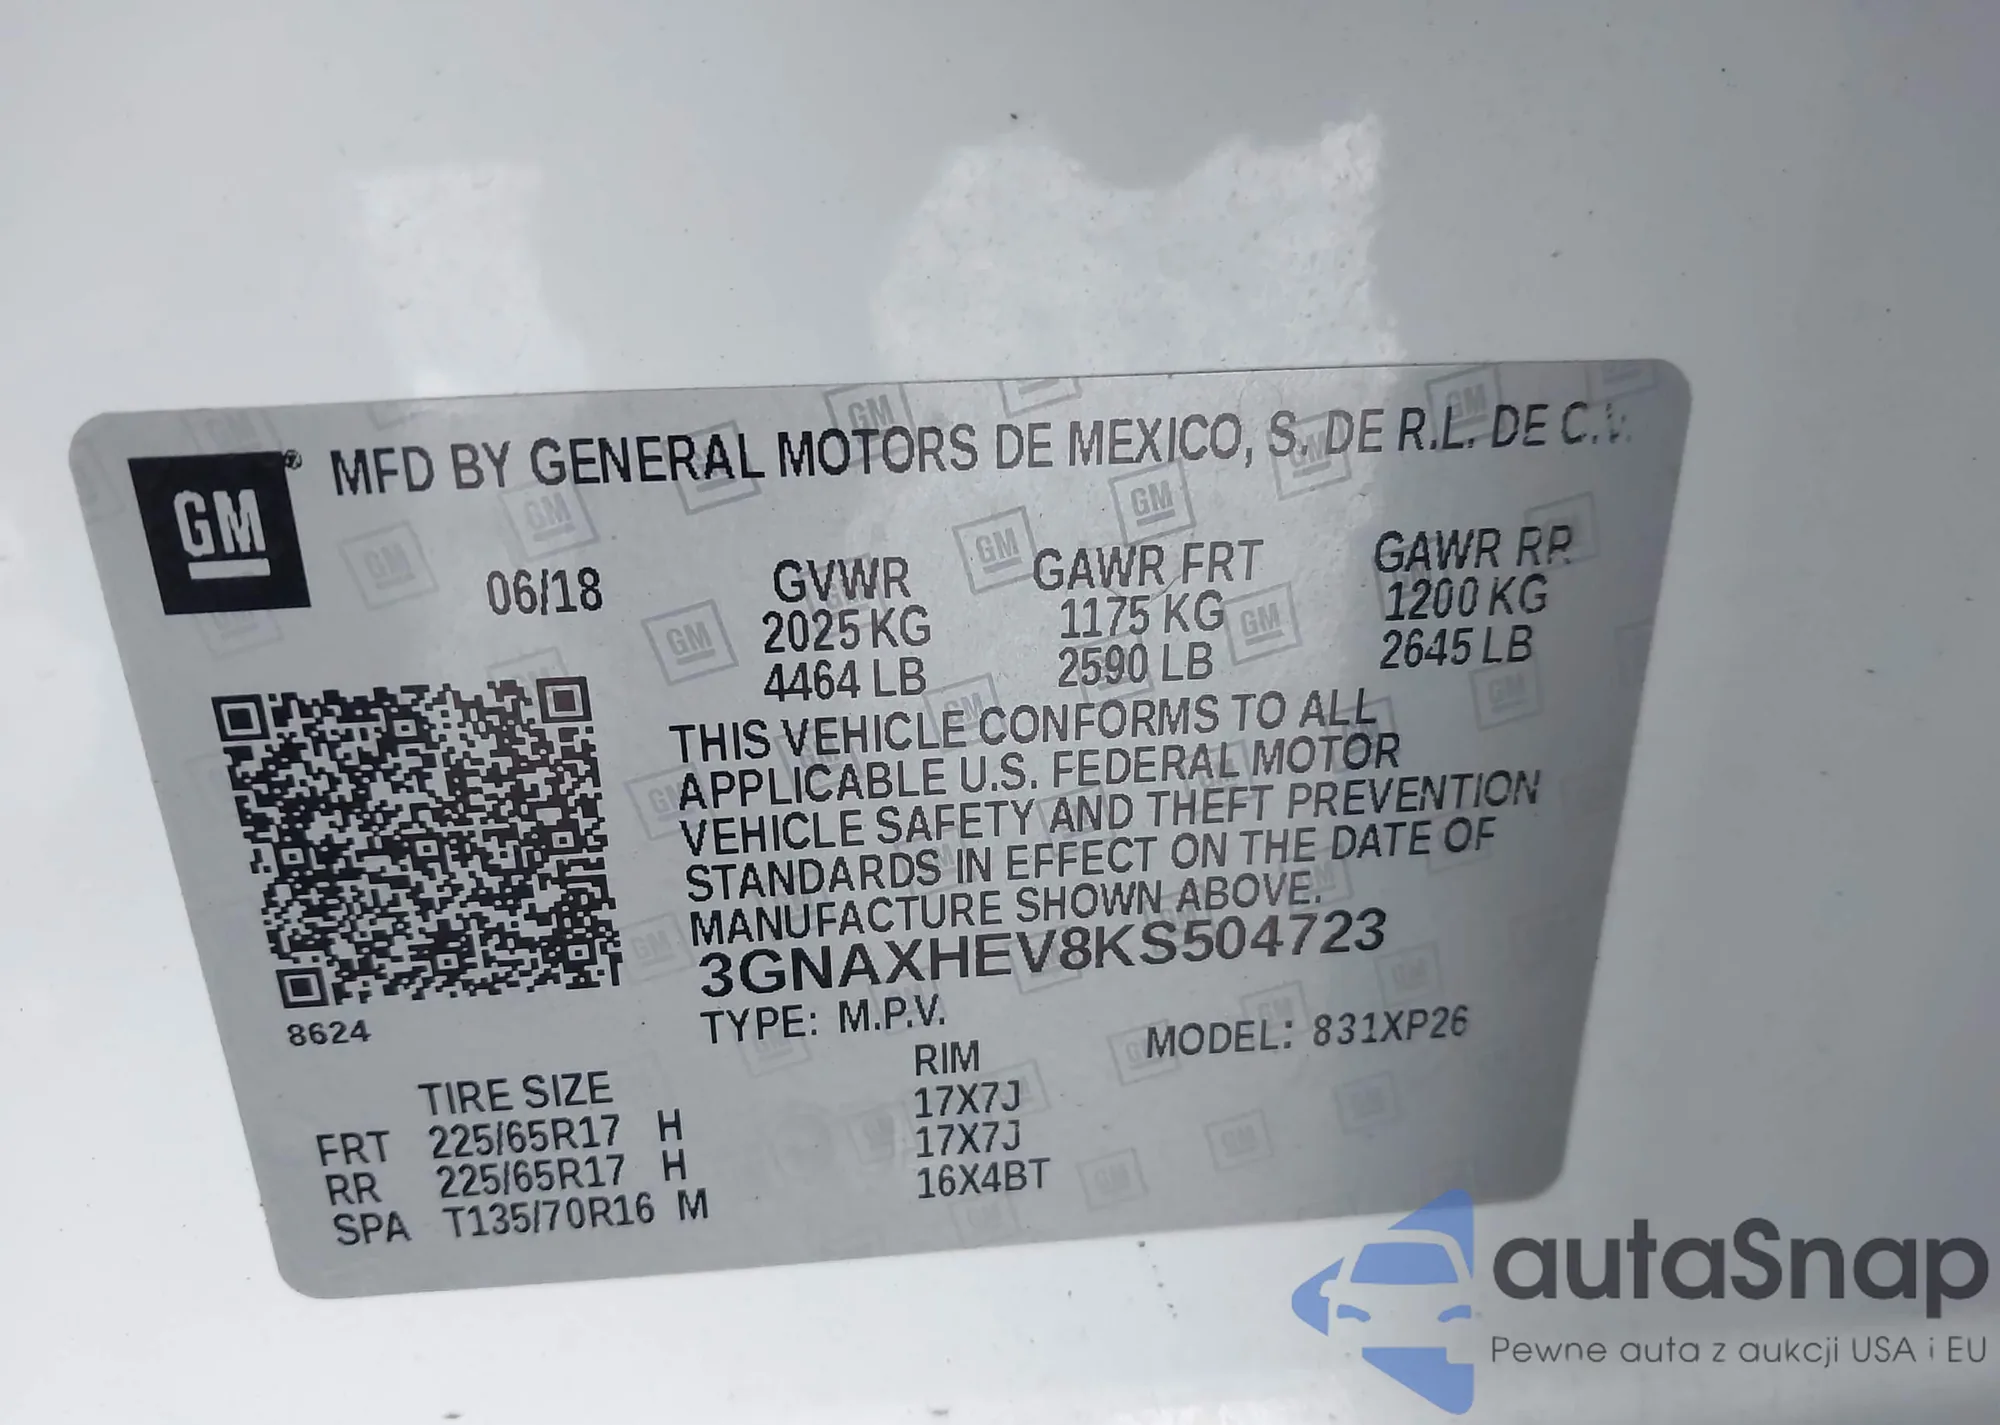 GM® MFD BY GENERAL MOTORS DE MEXICO, S. DE R.L. DE C.V.
06/18 GVWR GAWR FRT GAWR RR
2025 KG 1175 KG 1200 KG
4464 LB 2590 LB 2645 LB
THIS VEHICLE CONFORMS TO ALL
APPLICABLE U.S. FEDERAL MOTOR
VEHICLE SAFETY AND THEFT PREVENTION
STANDARDS IN EFFECT ON THE DATE OF
MANUFACTURE SHOWN ABOVE.
3GNAXHEV8KS504723
8624
TYPE: M.P.V. MODEL: 831XP26
TIRE SIZE RIM
FRT 225/65R17 H 17X7J
RR 225/65R17 H 17X7J
SPA T135/70R16 M 16X4BT
autaSnap
Pewne auta z aukcji USA i EU